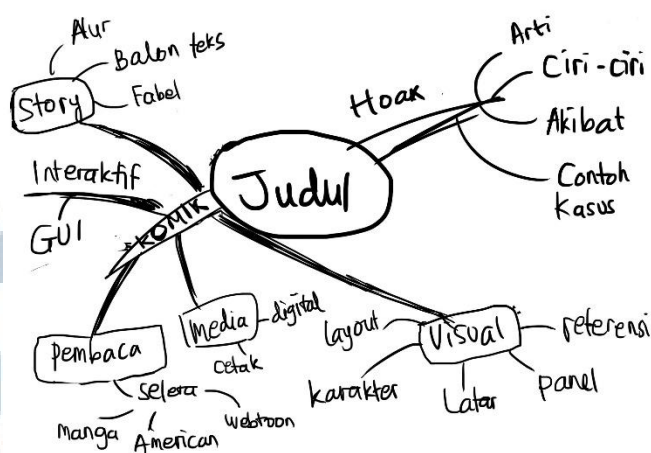 Alur
Balon teks
Story
Fabel
Interaktif
GUI
KOMIK
Judul
Hoak
Arti
Ciri-ciri
Akibat
Contoh
Kasus
Pembaca
selera
manga
American
webtoon
Media
digital
cetak
Visual
layout
karakter
Latar
panel
referensi